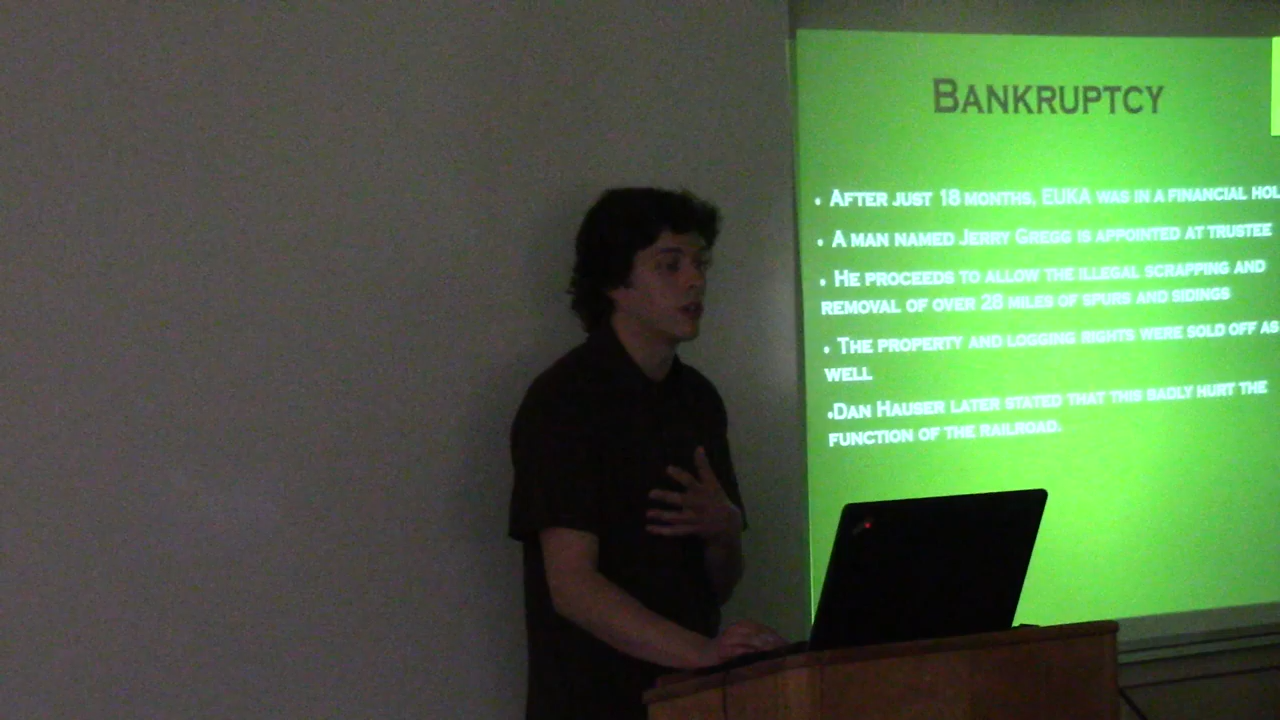 BANKRUPTCY
• AFTER JUST 18 MONTHS, EUKA WAS IN A FINANCIAL HOL
• A MAN NAMED JERRY GREGG IS APPOINTED AT TRUSTEE
• HE PROCEEDS TO ALLOW THE ILLEGAL SCRAPPING AND
REMOVAL OF OVER 28 MILES OF SPURS AND SIDINGS
• THE PROPERTY AND LOGGING RIGHTS WERE SOLD OFF AS
WELL
•DAN HAUSER LATER STATED THAT THIS BADLY HURT THE
FUNCTION OF THE RAILROAD.